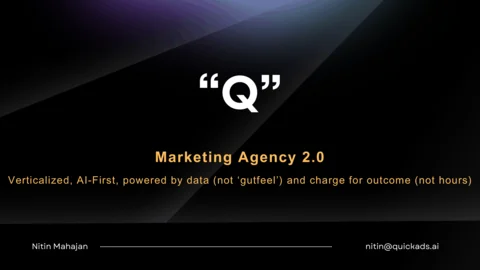 “Q”
Marketing Agency 2.0
Verticalized, AI-First, powered by data (not ‘gutfeel’) and charge for outcome (not hours)
Nitin Mahajan
nitin@quickads.ai